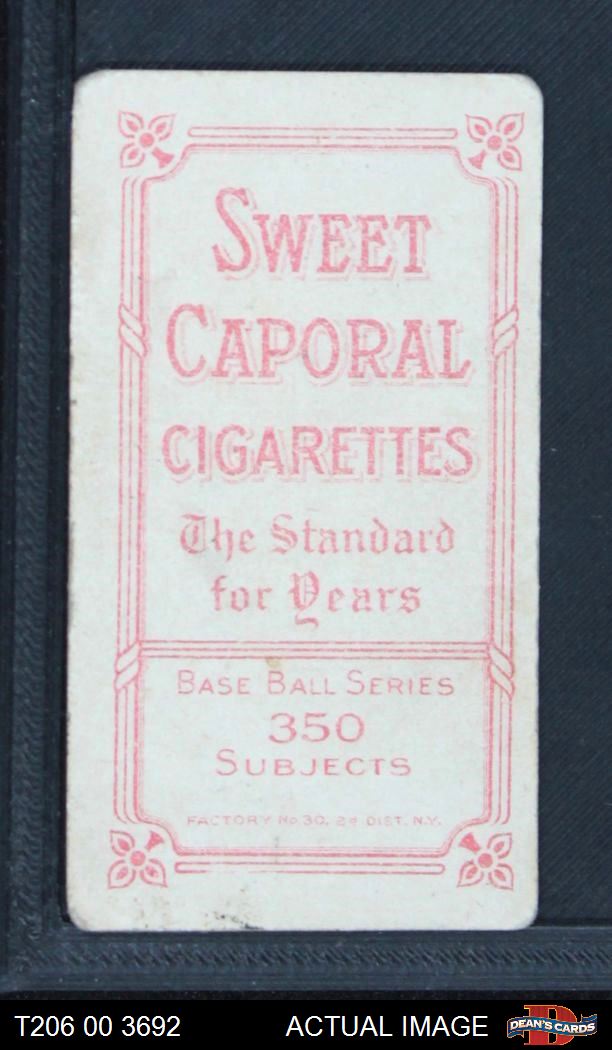 SWEET
CAPORAL
CIGARETTES
The Standard
for Years
BASE BALL SERIES
350
SUBJECTS
FACTORY No 30, 2d DIST. N.Y.
T206 00 3692 ACTUAL IMAGE DEAN'S CARDS